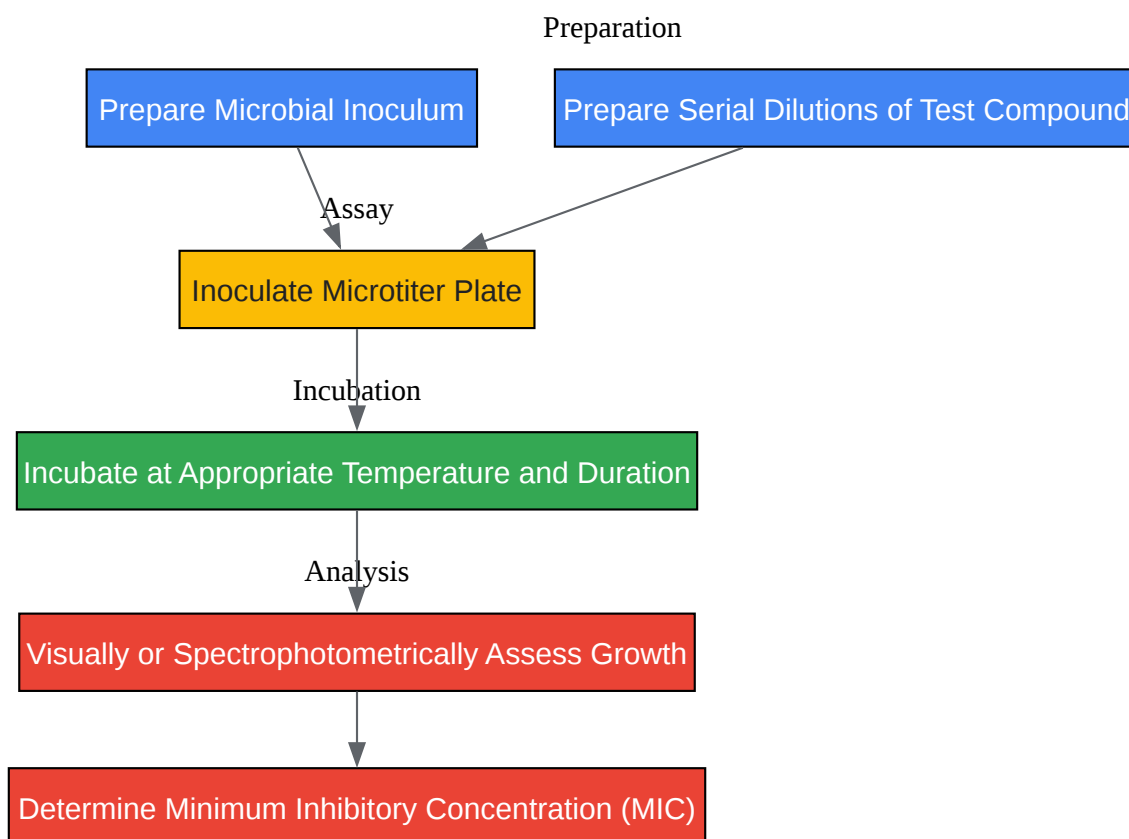 Preparation
Prepare Microbial Inoculum
Prepare Serial Dilutions of Test Compound
Assay
Inoculate Microtiter Plate
Incubation
Incubate at Appropriate Temperature and Duration
Analysis
Visually or Spectrophotometrically Assess Growth
Determine Minimum Inhibitory Concentration (MIC)